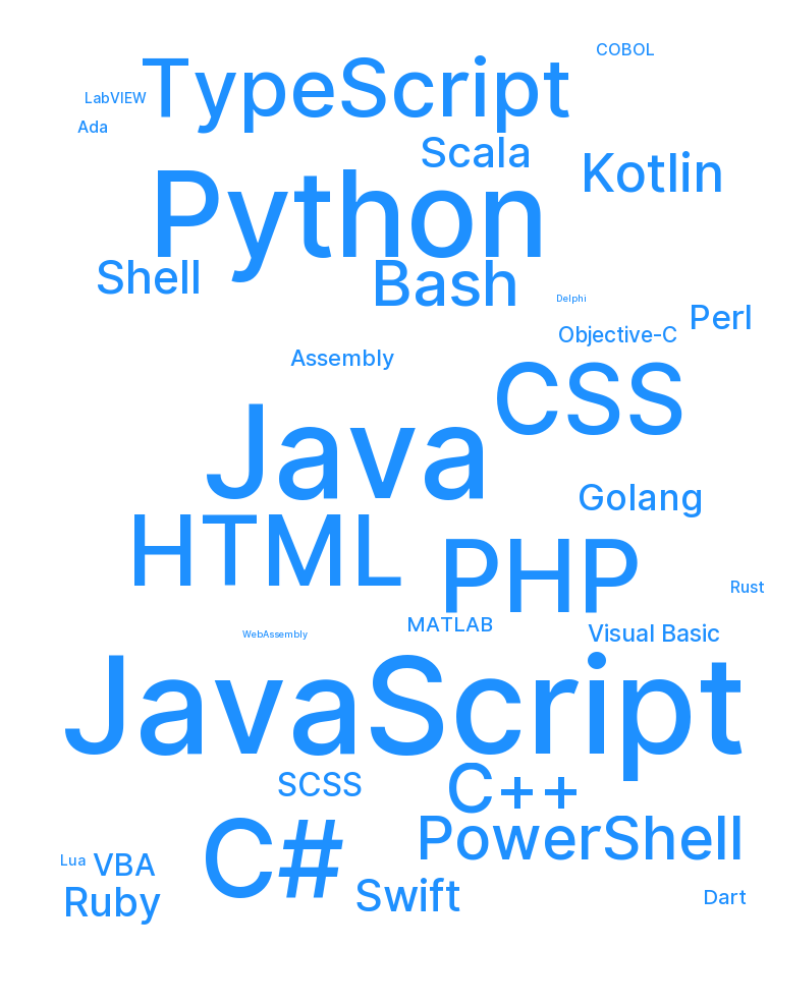 COBOL
TypeScript
LabVIEW
Ada
Scala
Kotlin
Python
Shell
Bash
Delphi
Perl
Objective-C
Assembly
CSS
Java
Golang
HTML
PHP
Rust
MATLAB
WebAssembly
Visual Basic
JavaScript
SCSS
C++
PowerShell
C#
Lua
VBA
Ruby
Swift
Dart